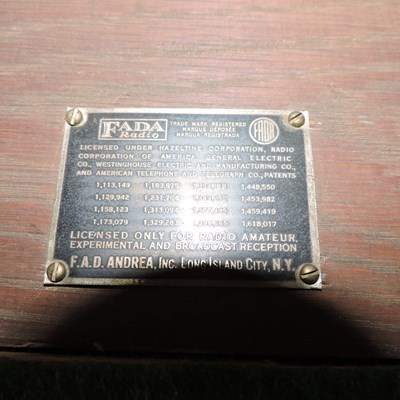 FADA
Radio
TRADE MARK REGISTERED
MARQUE DÉPOSÉE
MARCA REGISTRADA
FADA
LICENSED UNDER HAZELTINE CORPORATION, RADIO
CORPORATION OF AMERICA GENERAL ELECTRIC
CO., WESTINGHOUSE ELECTRIC AND MANUFACTURING CO.,
AND AMERICAN TELEPHONE AND TELEGRAPH CO., PATENTS
1,113,149 1,448,550
1,129,942 1,453,982
1,158,123 1,459,419
1,173,079 1,618,017
LICENSED ONLY FOR RADIO AMATEUR,
EXPERIMENTAL AND BROADCAST RECEPTION
F.A.D. ANDREA, INC. LONG ISLAND CITY, N.Y.